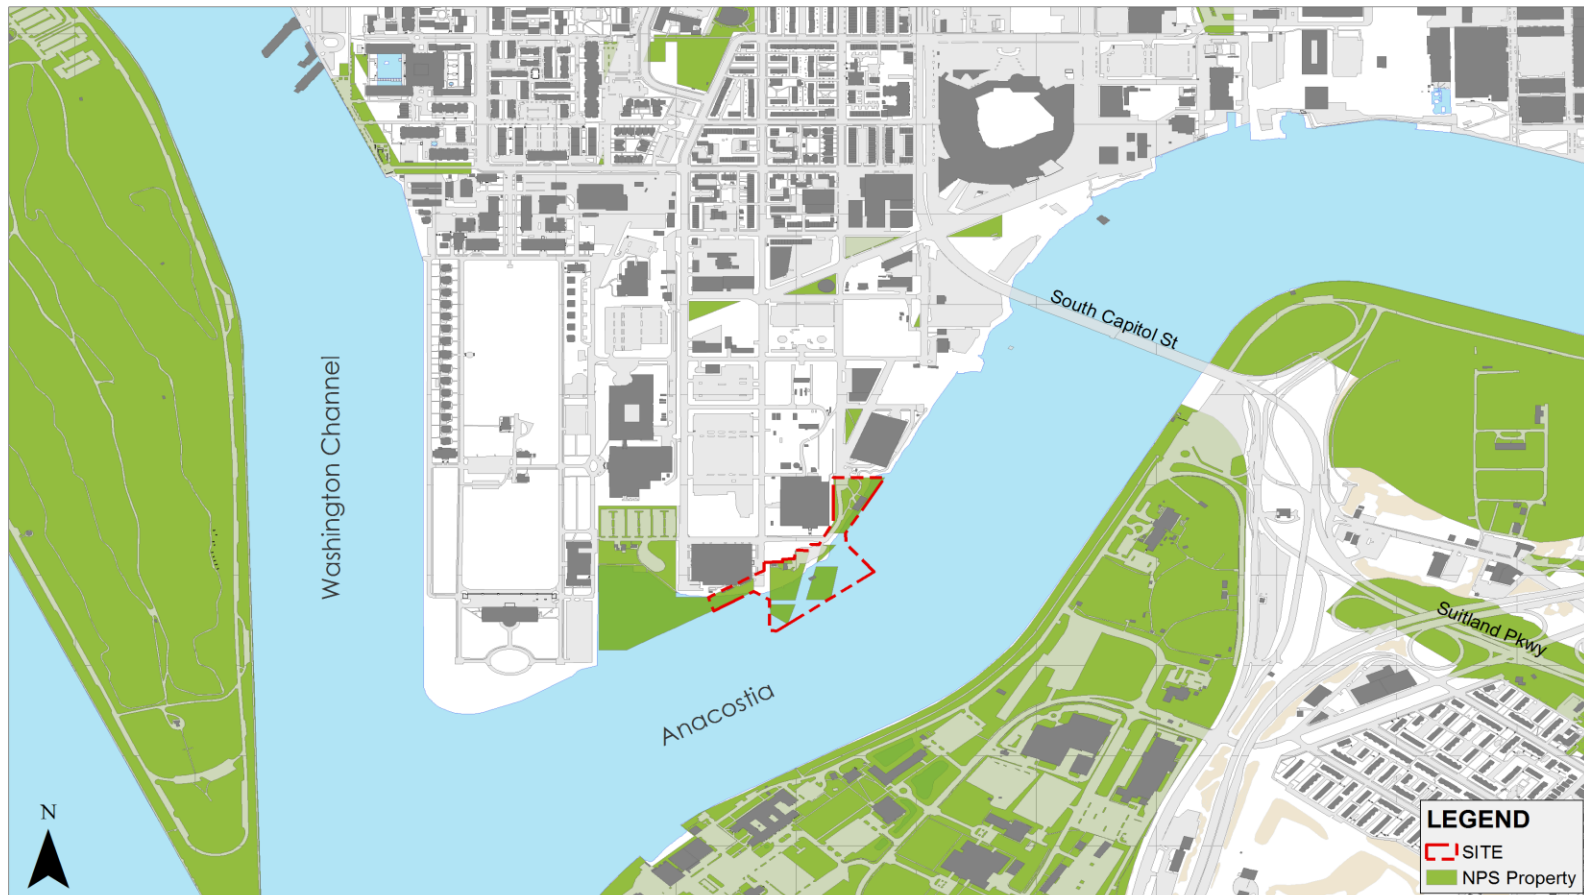 South Capitol St
Washington Channel
Suitland Pkwy
Anacostia
N
LEGEND
SITE
NPS Property